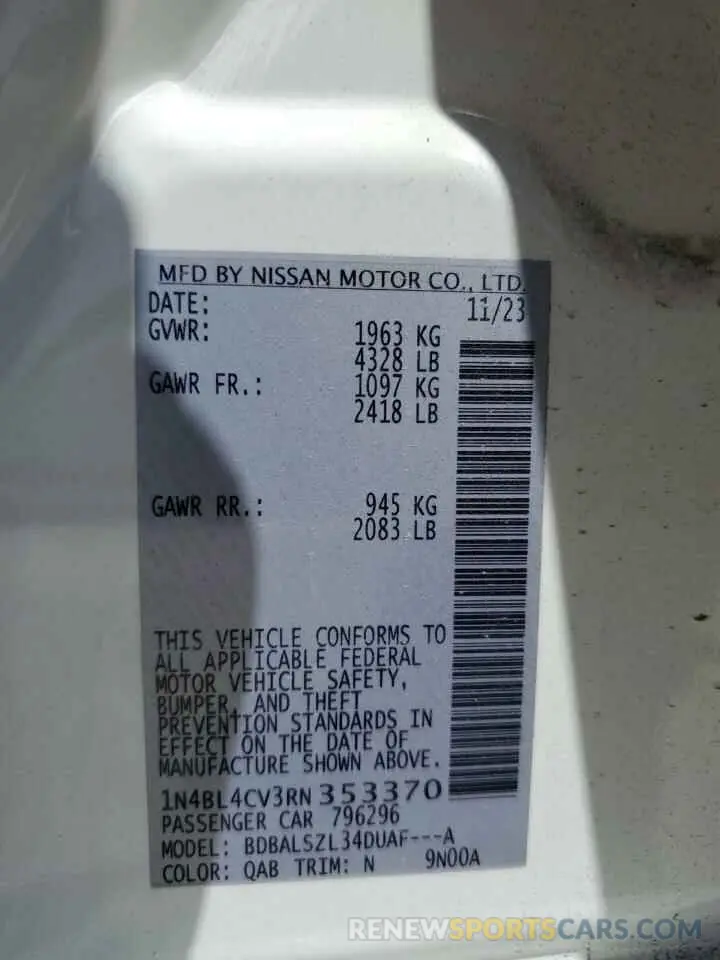 MFD BY NISSAN MOTOR CO., LTD.
DATE: 11/23
GVWR: 1963 KG
4328 LB
GAWR FR.: 1097 KG
2418 LB
GAWR RR.: 945 KG
2083 LB
THIS VEHICLE CONFORMS TO
ALL APPLICABLE FEDERAL
MOTOR VEHICLE SAFETY,
BUMPER, AND THEFT
PREVENTION STANDARDS IN
EFFECT ON THE DATE OF
MANUFACTURE SHOWN ABOVE.
1N4BL4CV3RN353370
PASSENGER CAR 796296
MODEL: BDBALSZL34DUAF---A
COLOR: QAB TRIM: N 9N00A
RENEWSPORTSCARS.COM